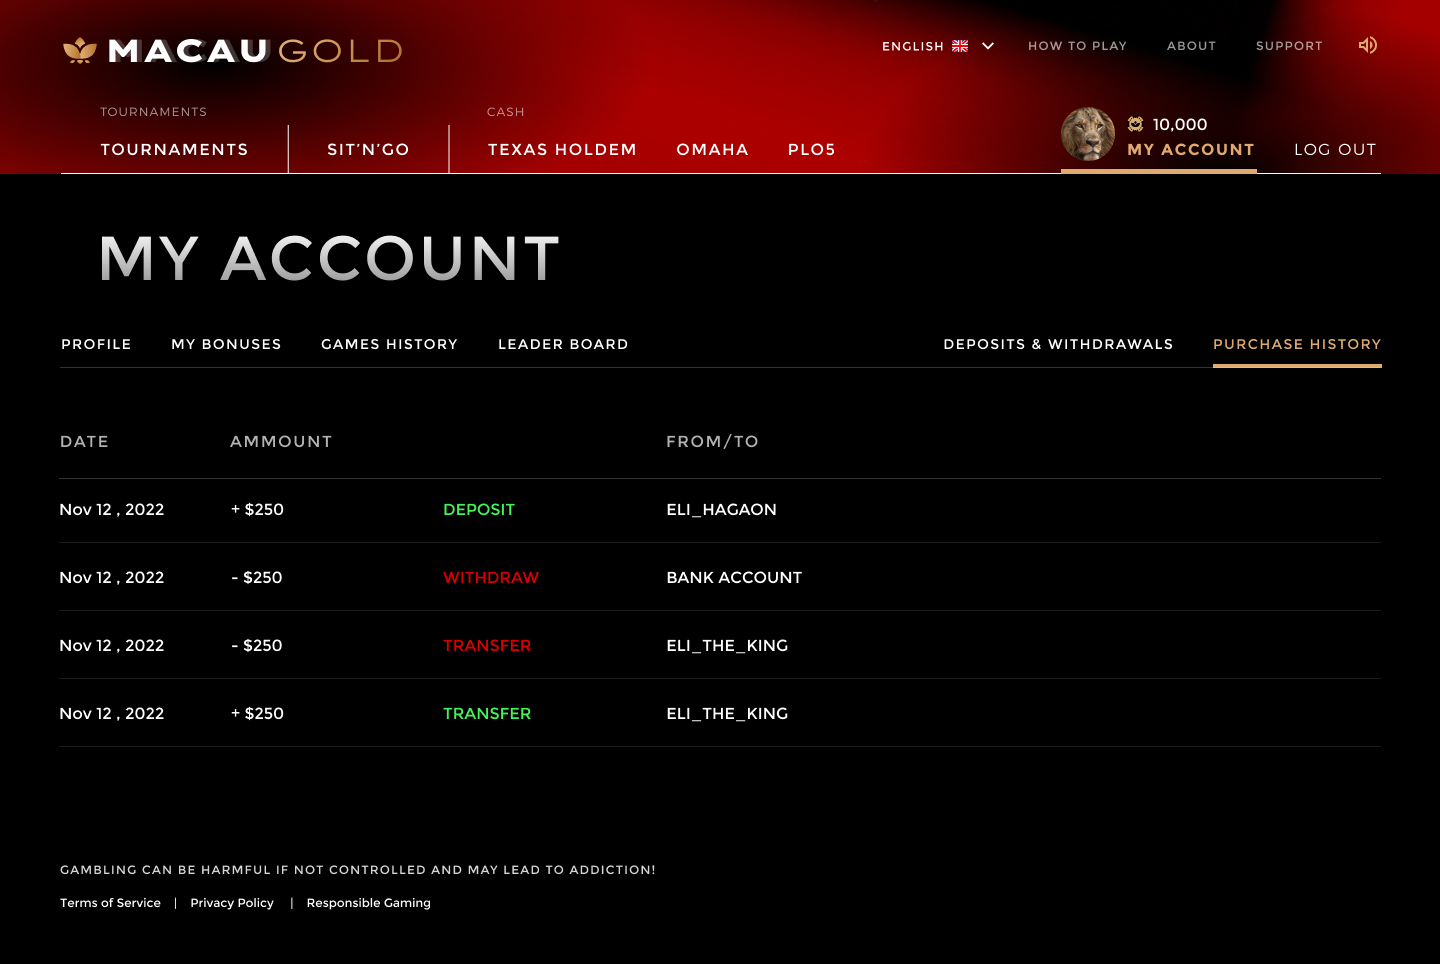 MACAU GOLD
ENGLISH HOW TO PLAY ABOUT SUPPORT
TOURNAMENTS CASH
10,000
TOURNAMENTS SIT'N'GO TEXAS HOLDEM OMAHA PLO5 MY ACCOUNT LOG OUT
MY ACCOUNT
PROFILE MY BONUSES GAMES HISTORY LEADER BOARD DEPOSITS & WITHDRAWALS PURCHASE HISTORY
DATE AMMOUNT FROM/TO
Nov 12 , 2022 + $250 DEPOSIT ELI_HAGAON
Nov 12 , 2022 - $250 WITHDRAW BANK ACCOUNT
Nov 12 , 2022 - $250 TRANSFER ELI_THE_KING
Nov 12 , 2022 + $250 TRANSFER ELI_THE_KING
GAMBLING CAN BE HARMFUL IF NOT CONTROLLED AND MAY LEAD TO ADDICTION!
Terms of Service | Privacy Policy | Responsible Gaming